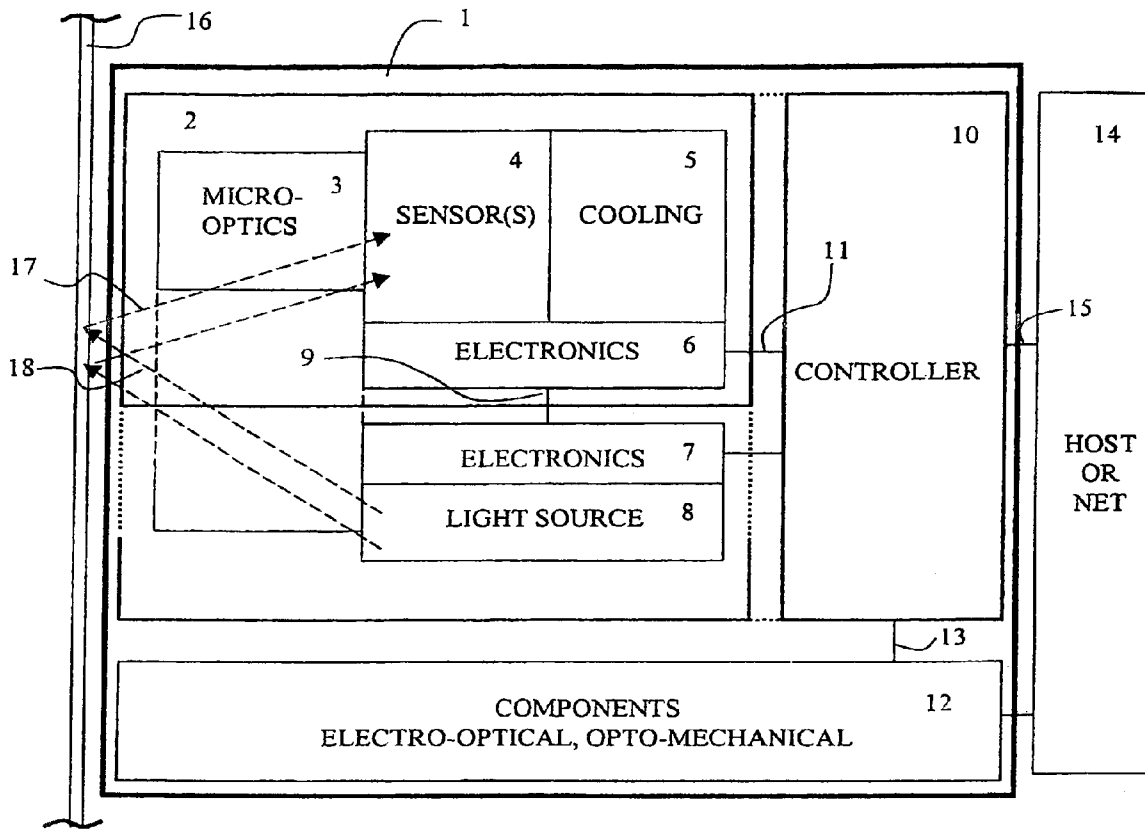 16
1
2
MICRO-
OPTICS
3
4
SENSOR(S)
5
COOLING
10
14
17
11
15
ELECTRONICS
6
CONTROLLER
18
9
ELECTRONICS
7
HOST
OR
NET
LIGHT SOURCE
8
13
COMPONENTS
ELECTRO-OPTICAL, OPTO-MECHANICAL
12